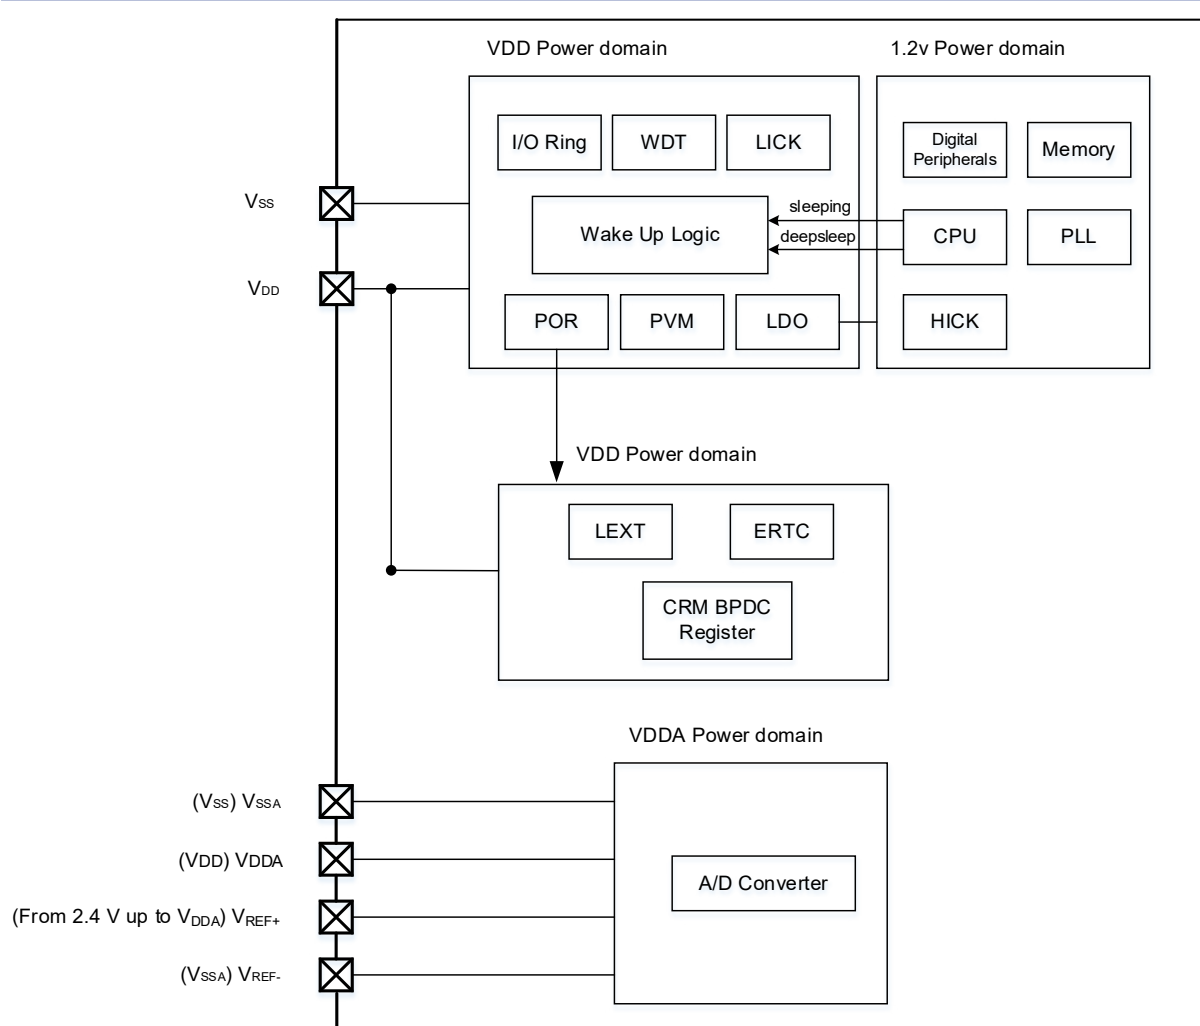 VDD Power domain
1.2v Power domain
I/O Ring
WDT
LICK
Digital
Peripherals
Memory
VSS
Wake Up Logic
sleeping
deepsleep
CPU
PLL
VDD
POR
PVM
LDO
HICK
VDD Power domain
LEXT
ERTC
CRM BPDC
Register
VDDA Power domain
(VSS) VSSA
(VDD) VDDA
(From 2.4 V up to VDDA) VREF+
(VSSA) VREF-
A/D Converter